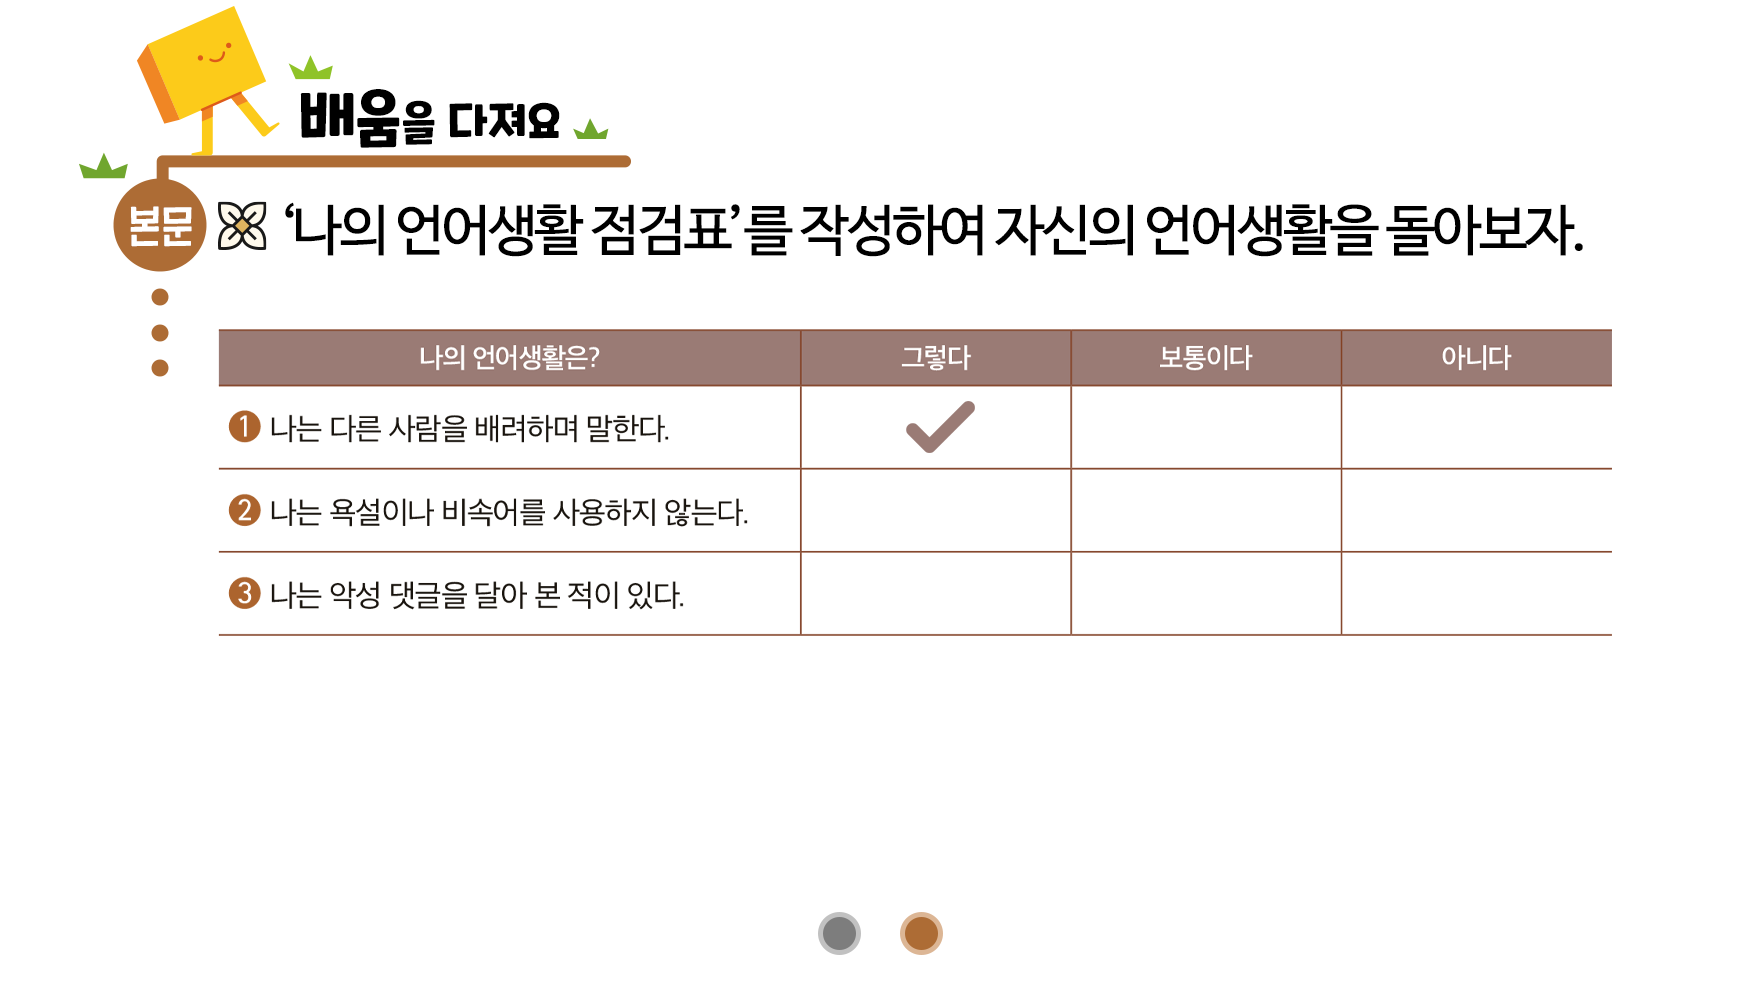 배움을 다져요
본문 ‘나의 언어생활 점검표’를 작성하여 자신의 언어생활을 돌아보자.
나의 언어생활은? 그렇다 보통이다 아니다
1 나는 다른 사람을 배려하며 말한다.
2 나는 욕설이나 비속어를 사용하지 않는다.
3 나는 악성 댓글을 달아 본 적이 있다.